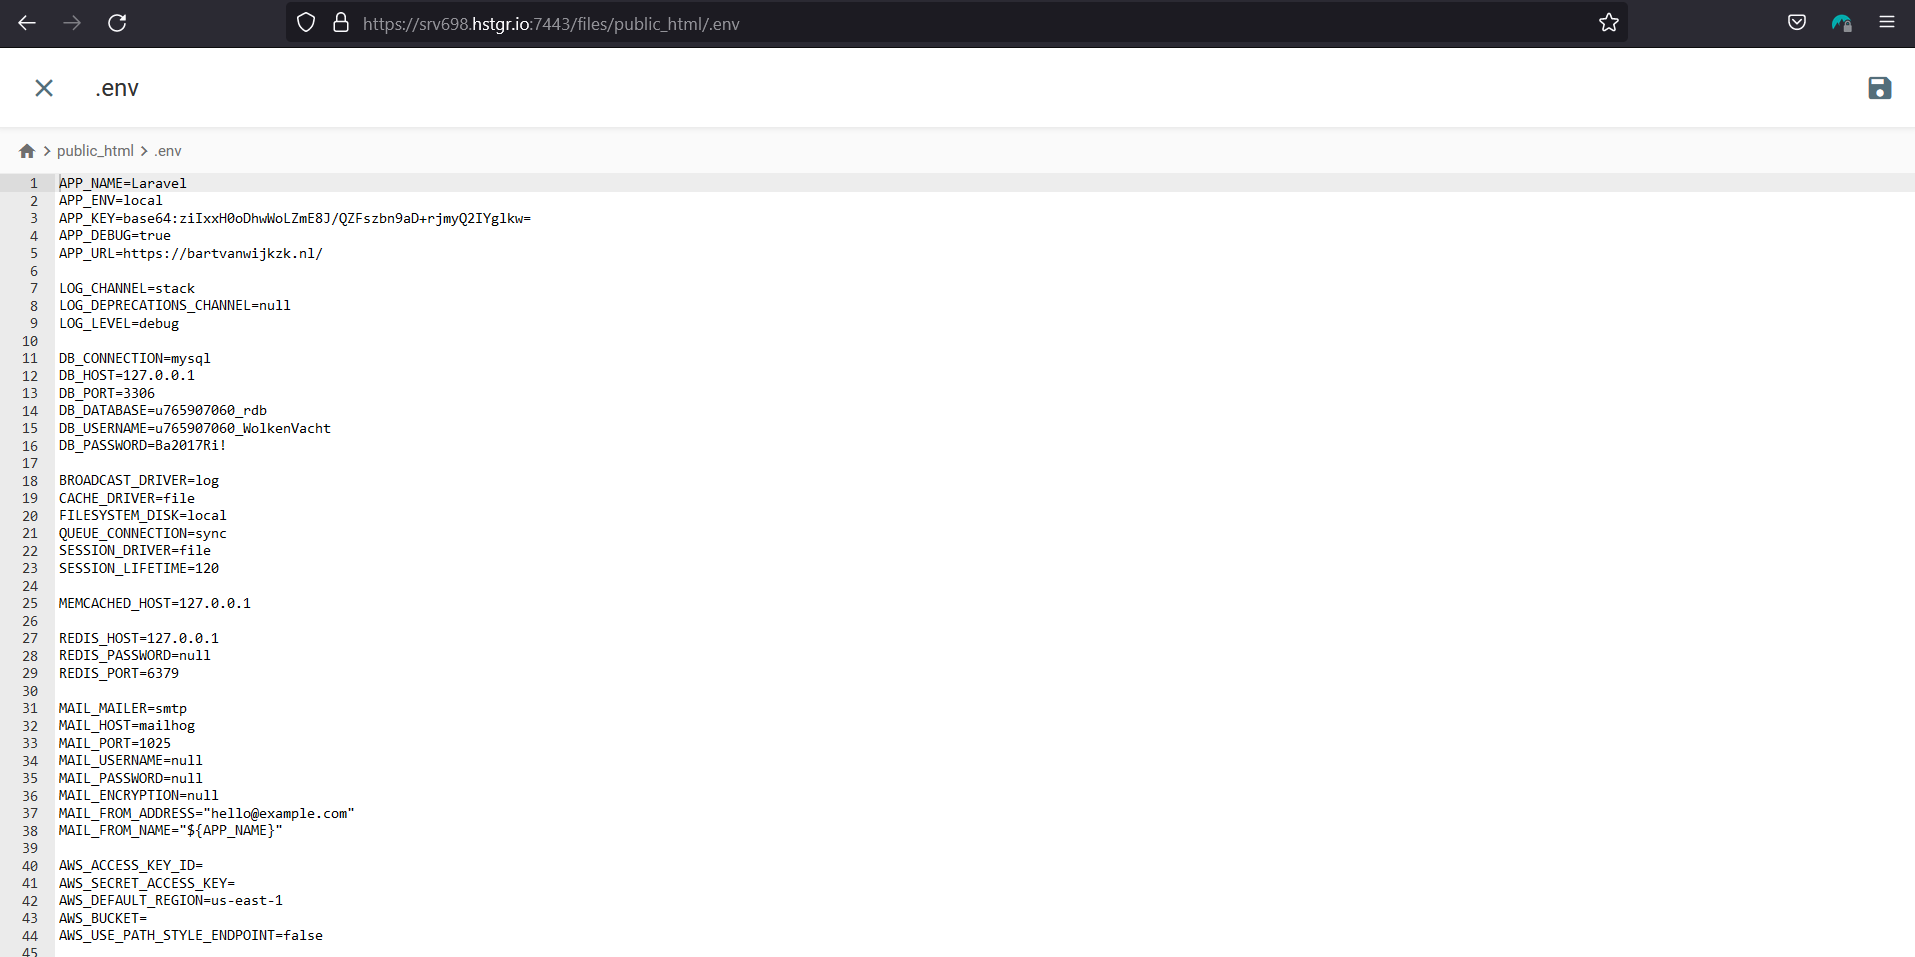 https://srv698.hstgr.io:7443/files/public_html/.env
.env
public_html
.env
1 APP_NAME=Laravel
2 APP_ENV=local
3 APP_KEY=base64:ziIxxH0oDhwWoLZmE8J/QZFszbn9aD+rjmyQ2IYglkw=
4 APP_DEBUG=true
5 APP_URL=https://bartvanwijkzk.nl/
6
7 LOG_CHANNEL=stack
8 LOG_DEPRECATIONS_CHANNEL=null
9 LOG_LEVEL=debug
10
11 DB_CONNECTION=mysql
12 DB_HOST=127.0.0.1
13 DB_PORT=3306
14 DB_DATABASE=u765907060_rdb
15 DB_USERNAME=u765907060_WolkenVacht
16 DB_PASSWORD=Ba2017Ri!
17
18 BROADCAST_DRIVER=log
19 CACHE_DRIVER=file
20 FILESYSTEM_DISK=local
21 QUEUE_CONNECTION=sync
22 SESSION_DRIVER=file
23 SESSION_LIFETIME=120
24
25 MEMCACHED_HOST=127.0.0.1
26
27 REDIS_HOST=127.0.0.1
28 REDIS_PASSWORD=null
29 REDIS_PORT=6379
30
31 MAIL_MAILER=smtp
32 MAIL_HOST=mailhog
33 MAIL_PORT=1025
34 MAIL_USERNAME=null
35 MAIL_PASSWORD=null
36 MAIL_ENCRYPTION=null
37 MAIL_FROM_ADDRESS="hello@example.com"
38 MAIL_FROM_NAME="${APP_NAME}"
39
40 AWS_ACCESS_KEY_ID=
41 AWS_SECRET_ACCESS_KEY=
42 AWS_DEFAULT_REGION=us-east-1
43 AWS_BUCKET=
44 AWS_USE_PATH_STYLE_ENDPOINT=false
45